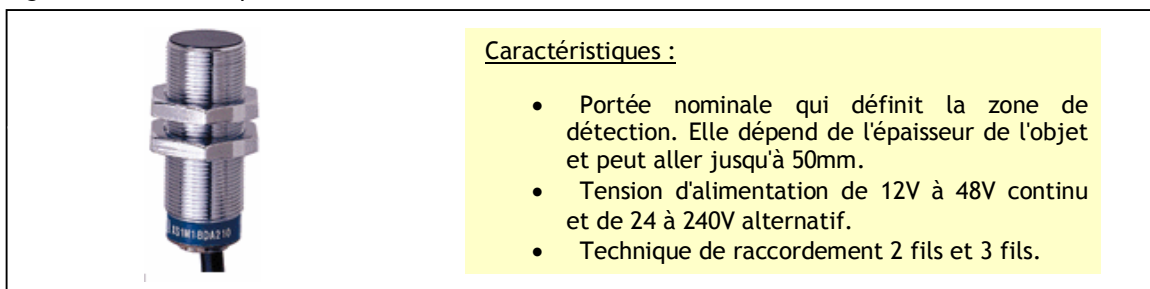 Caractéristiques :
• Portée nominale qui définit la zone de
détection. Elle dépend de l'épaisseur de l'objet
et peut aller jusqu'à 50mm.
• Tension d'alimentation de 12V à 48V continu
et de 24 à 240V alternatif.
• Technique de raccordement 2 fils et 3 fils.